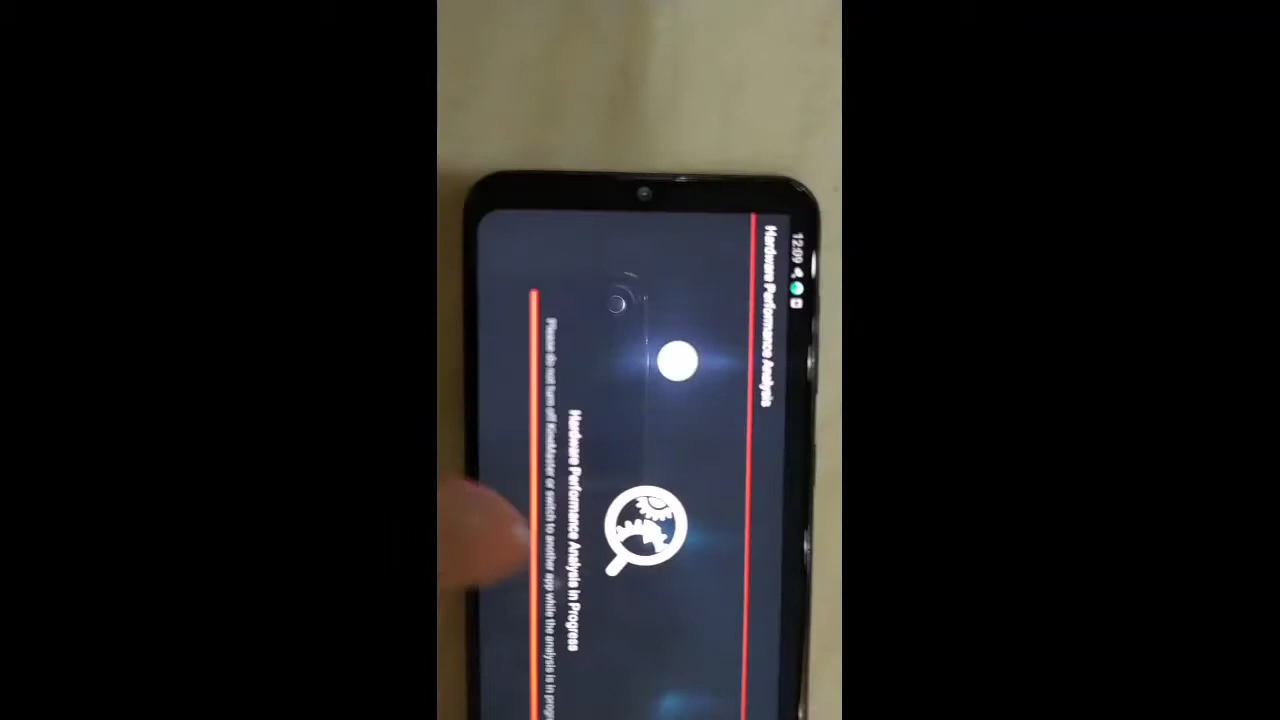 12:09
Hardware Performance Analysis
Hardware Performance Analysis in Progress
Please do not turn off KineMaster or switch to another app while the analysis is in